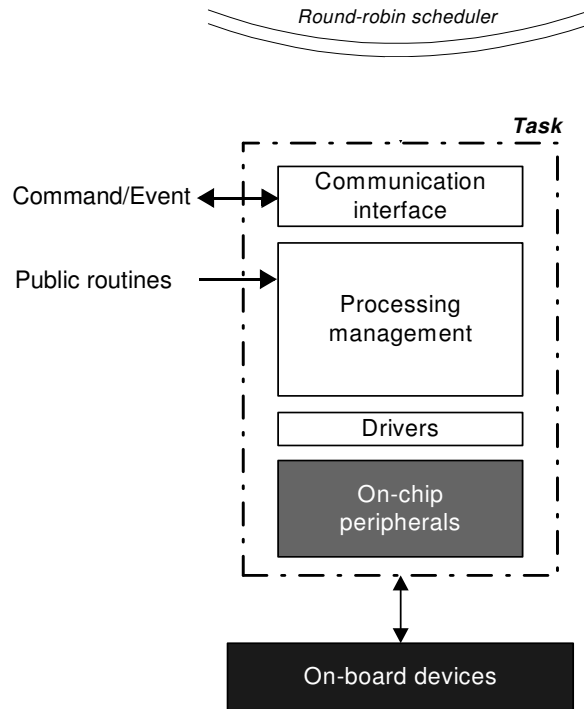 Round-robin scheduler
Task
Communication
interface
Command/Event
Public routines
Processing
management
Drivers
On-chip
peripherals
On-board devices